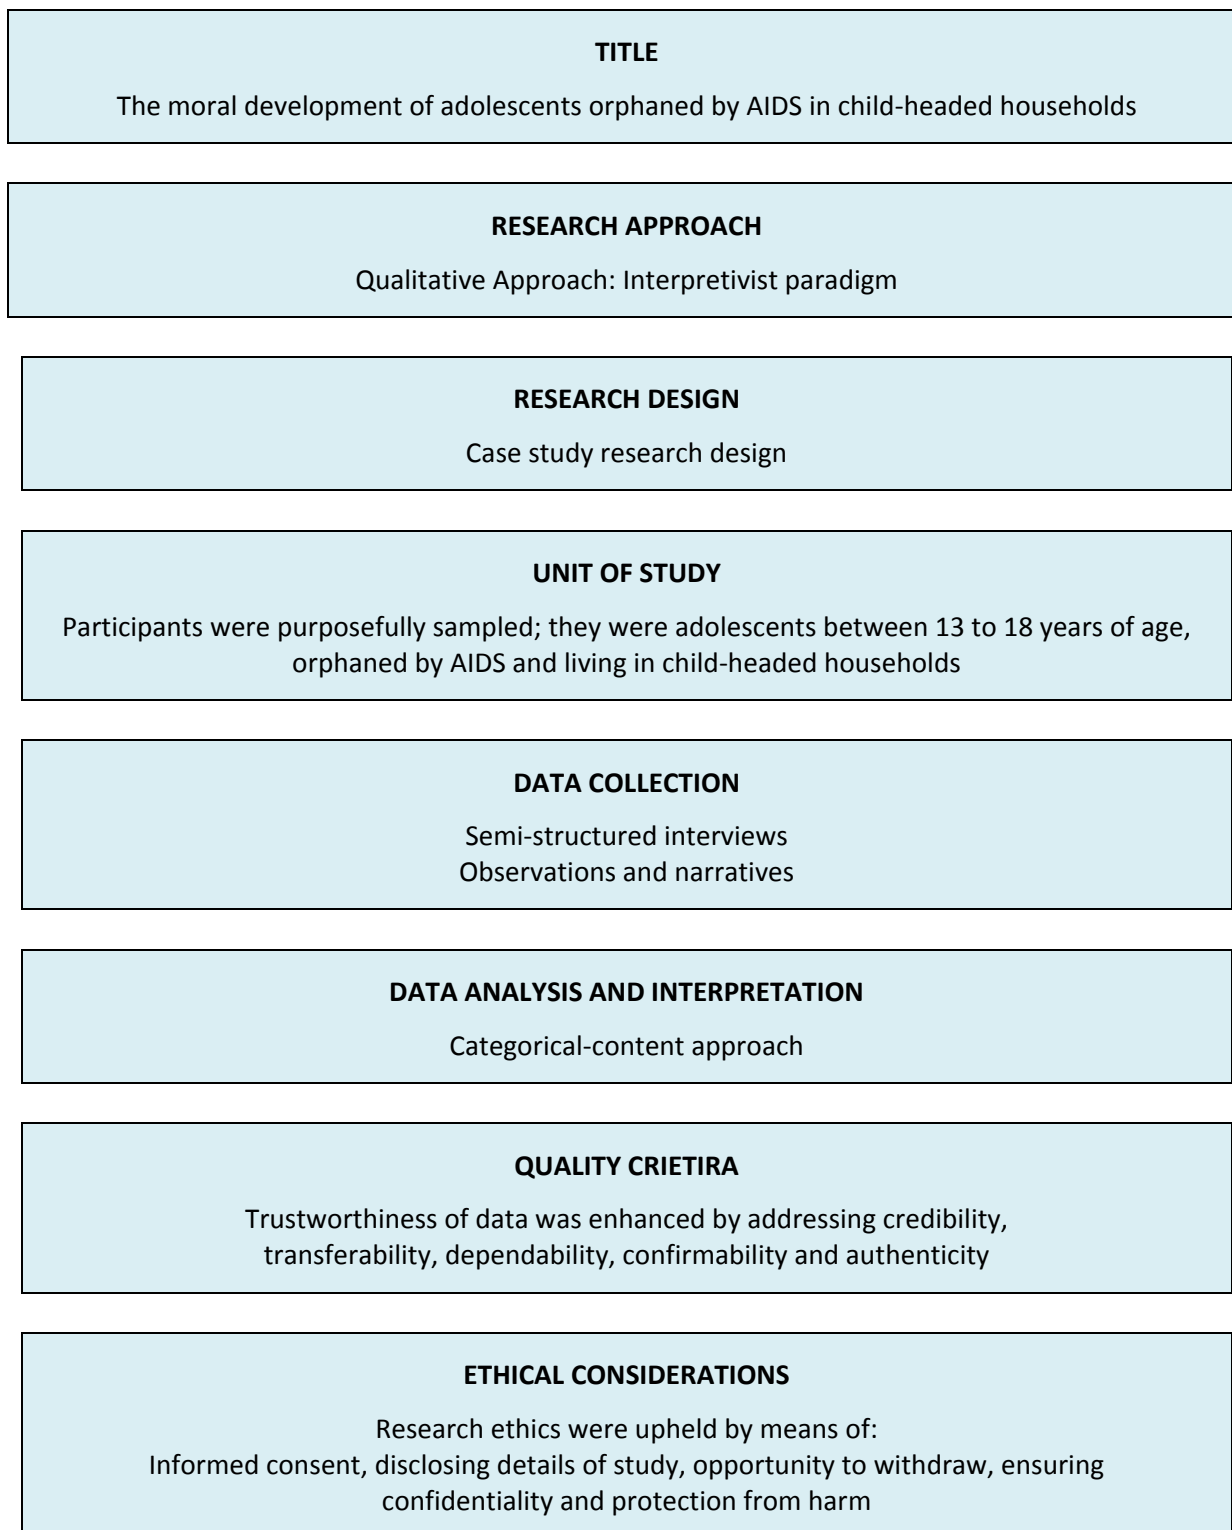 TITLE
The moral development of adolescents orphaned by AIDS in child-headed households
RESEARCH APPROACH
Qualitative Approach: Interpretivist paradigm
RESEARCH DESIGN
Case study research design
UNIT OF STUDY
Participants were purposefully sampled; they were adolescents between 13 to 18 years of age,
orphaned by AIDS and living in child-headed households
DATA COLLECTION
Semi-structured interviews
Observations and narratives
DATA ANALYSIS AND INTERPRETATION
Categorical-content approach
QUALITY CRIETIRA
Trustworthiness of data was enhanced by addressing credibility,
transferability, dependability, confirmability and authenticity
ETHICAL CONSIDERATIONS
Research ethics were upheld by means of:
Informed consent, disclosing details of study, opportunity to withdraw, ensuring
confidentiality and protection from harm